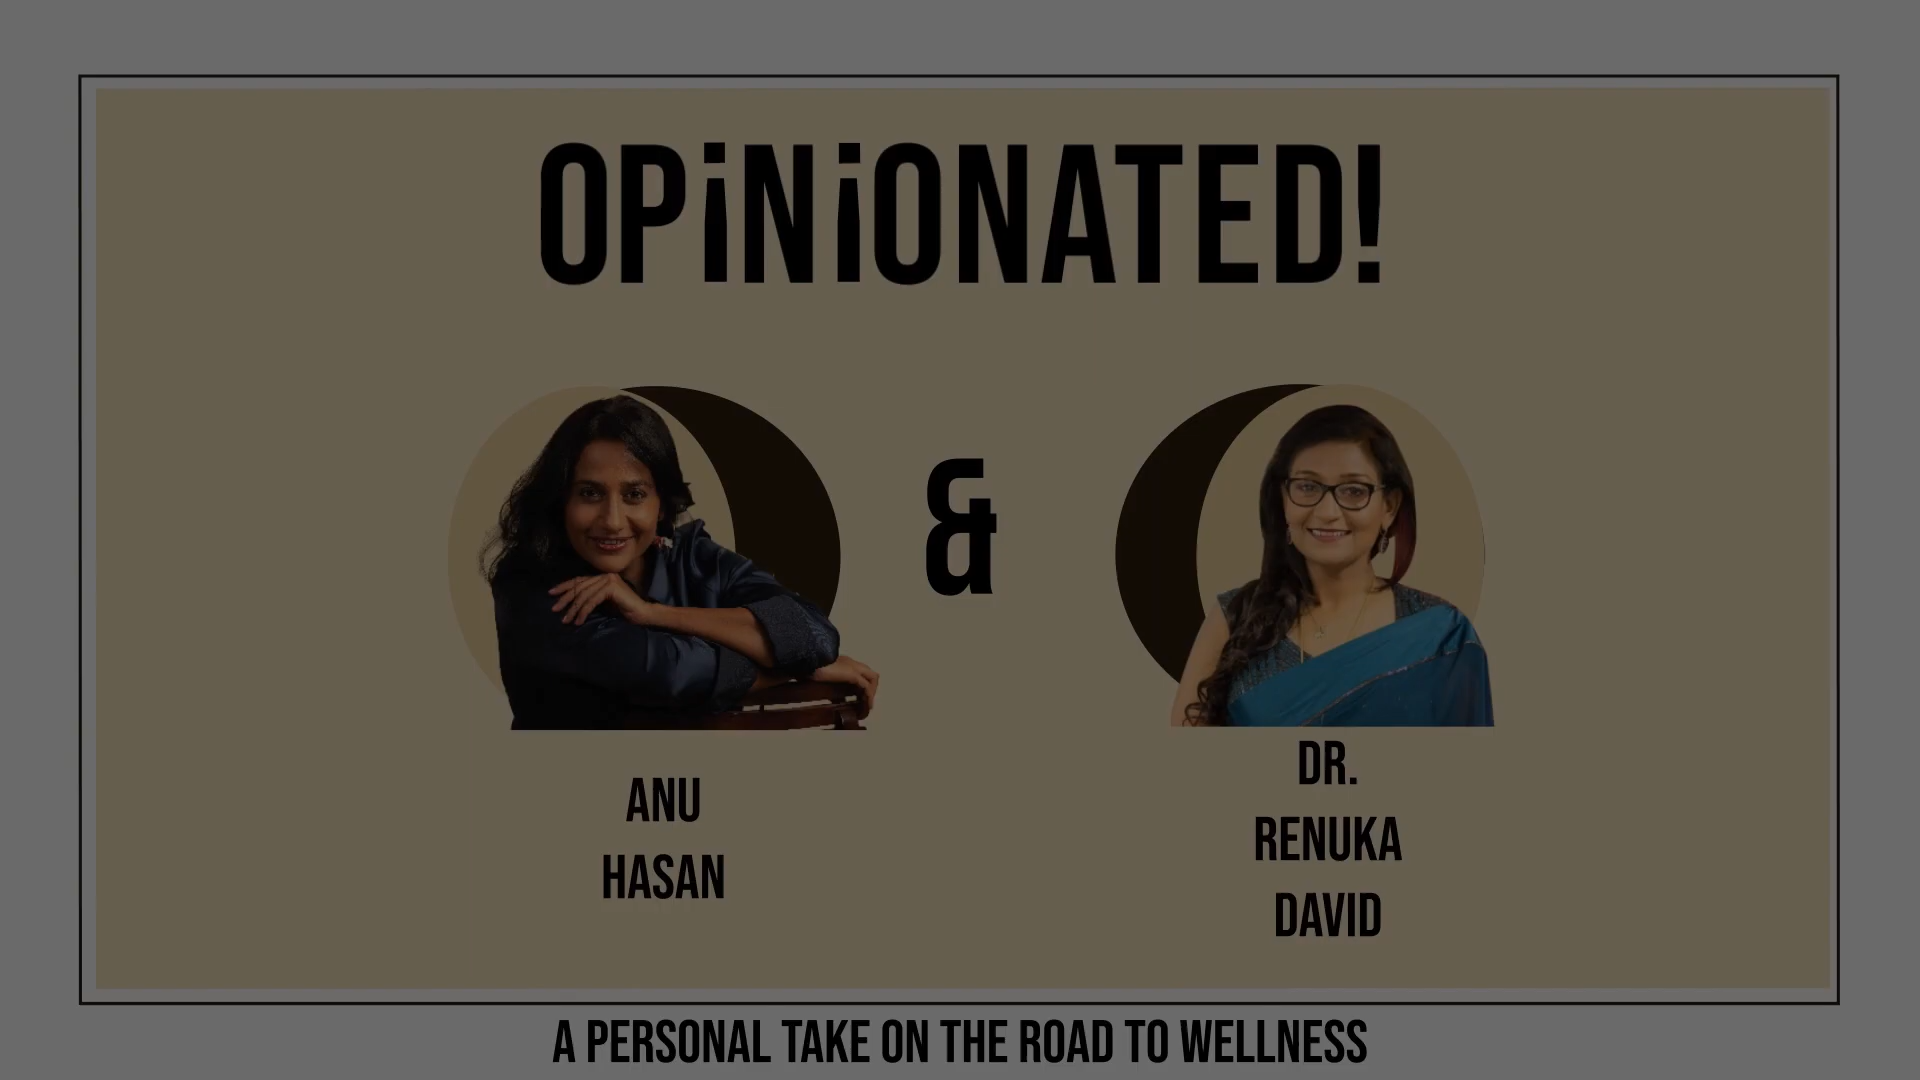 OPiNiONATED!
&
ANU
HASAN
DR.
RENUKA
DAVID
A PERSONAL TAKE ON THE ROAD TO WELLNESS